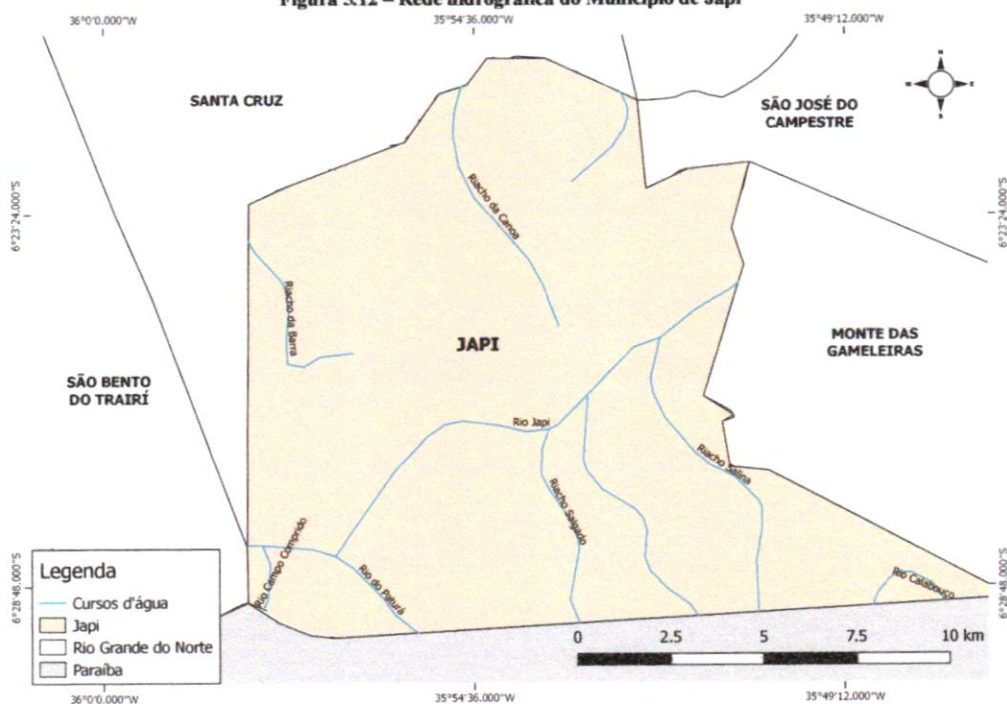 Figura 3.12 – Rede hidrográfica do Município de Japi
36°0'0.000"W
35°54'36.000"W
35°49'12.000"W
SANTA CRUZ
SÃO JOSÉ DO
CAMPESTRE
6°23'24.000"S
6°23'24.000"S
Riacho da Canoa
Riacho da Barra
JAPI
MONTE DAS
GAMELEIRAS
SÃO BENTO
DO TRAIRÍ
Rio Japi
Riacho Salina
Riacho Salgado
Rio Campo Comprido
Rio do Piturá
Rio Calabouço
6°28'48.000"S
6°28'48.000"S
Legenda
Cursos d'água
Japi
Rio Grande do Norte
Paraíba
0 2.5 5 7.5 10 km
36°0'0.000"W
35°54'36.000"W
35°49'12.000"W